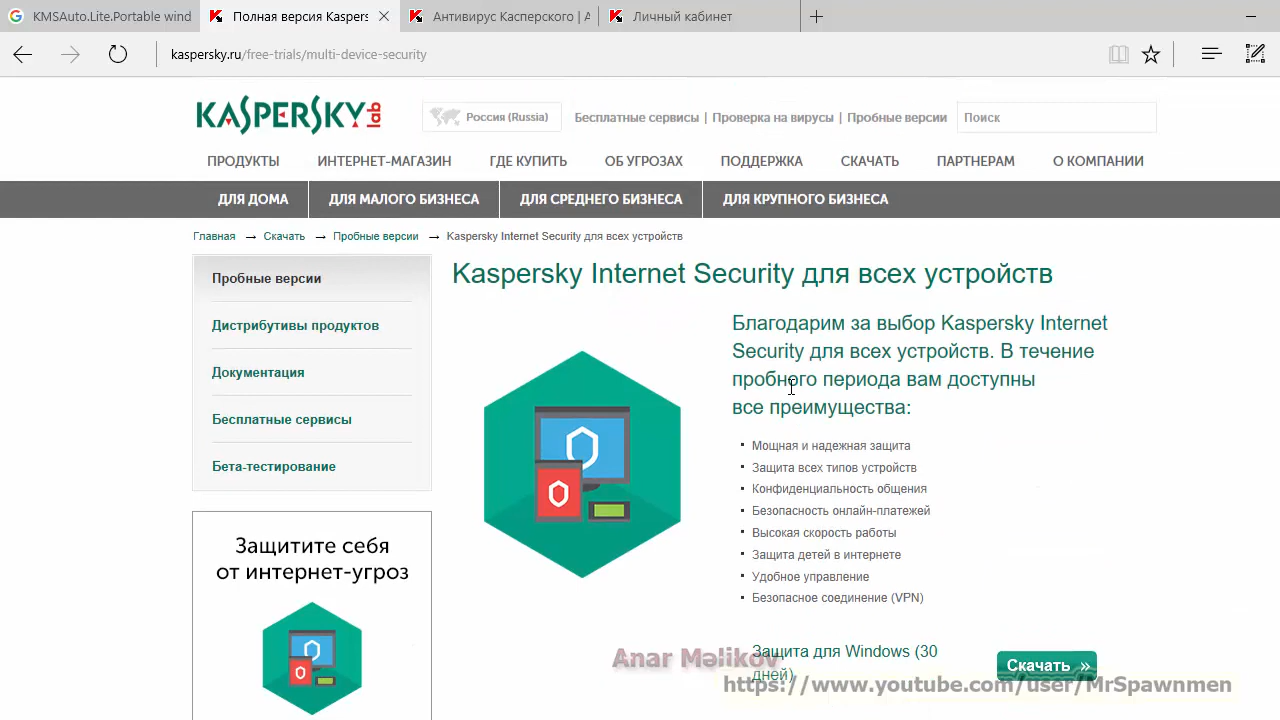 KMSAuto.Lite.Portable wind
Полная версия Kaspers
Антивирус Касперского | А
Личный кабинет
kaspersky.ru/free-trials/multi-device-security
KASPERSKY lab
Россия (Russia)
Бесплатные сервисы | Проверка на вирусы | Пробные версии
Поиск
ПРОДУКТЫ
ИНТЕРНЕТ-МАГАЗИН
ГДЕ КУПИТЬ
ОБ УГРОЗАХ
ПОДДЕРЖКА
СКАЧАТЬ
ПАРТНЕРАМ
О КОМПАНИИ
ДЛЯ ДОМА
ДЛЯ МАЛОГО БИЗНЕСА
ДЛЯ СРЕДНЕГО БИЗНЕСА
ДЛЯ КРУПНОГО БИЗНЕСА
Главная → Скачать → Пробные версии → Kaspersky Internet Security для всех устройств
Пробные версии
Дистрибутивы продуктов
Документация
Бесплатные сервисы
Бета-тестирование
Защитите себя
от интернет-угроз
Kaspersky Internet Security для всех устройств
Благодарим за выбор Kaspersky Internet
Security для всех устройств. В течение
пробного периода вам доступны
все преимущества:
Мощная и надежная защита
Защита всех типов устройств
Конфиденциальность общения
Безопасность онлайн-платежей
Высокая скорость работы
Защита детей в интернете
Удобное управление
Безопасное соединение (VPN)
Защита для Windows (30
дней)
Скачать »
Anar Məlikov
https://www.youtube.com/user/MrSpawnmen